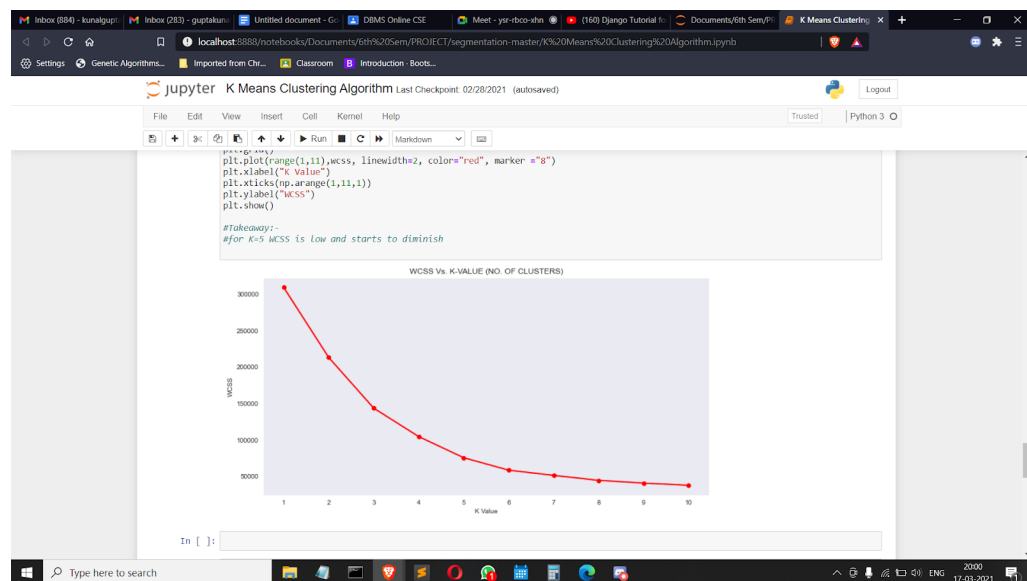 Inbox (884) - kunalgupt
Inbox (283) - guptakuna
Untitled document - Go
DBMS Online CSE
Meet - ysr-rbco-xhn
(160) Django Tutorial fo
Documents/6th Sem/PR
K Means Clustering
localhost:8888/notebooks/Documents/6th%20Sem/PROJECT/segmentation-master/K%20Means%20Clustering%20Algorithm.ipynb
Settings
Genetic Algorithms...
Imported from Chr...
Classroom
B Introduction · Boots...
jupyter K Means Clustering Algorithm Last Checkpoint: 02/28/2021 (autosaved)
Logout
File Edit View Insert Cell Kernel Help
Trusted
Python 3
Run
Markdown
plt.grid()
plt.plot(range(1,11),wcss, linewidth=2, color="red", marker ="8")
plt.xlabel("K Value")
plt.xticks(np.arange(1,11,1))
plt.ylabel("WCSS")
plt.show()
#Takeaway:-
#for K=5 WCSS is low and starts to diminish
WCSS Vs. K-VALUE (NO. OF CLUSTERS)
300000
250000
200000
150000
100000
50000
WCSS
1 2 3 4 5 6 7 8 9 10
K Value
In [ ]:
Type here to search
ENG
20:00
17-03-2021